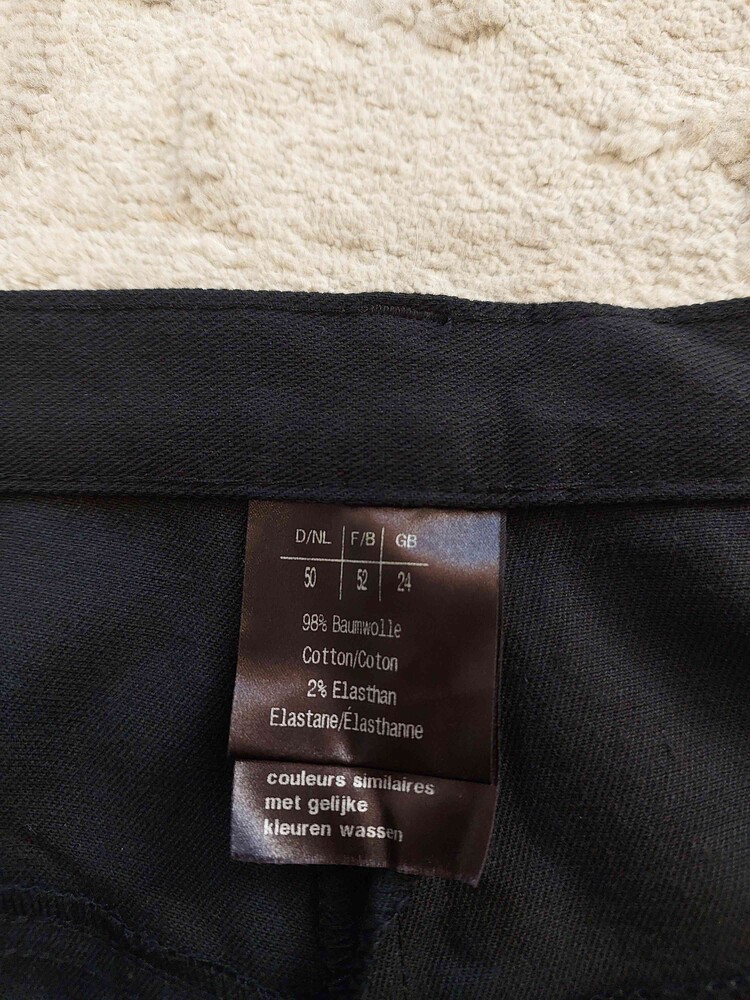 D/NL F/B GB
50 52 24
98% Baumwolle
Cotton/Coton
2% Elasthan
Elastane/Élasthanne
couleurs similaires
met gelijke
kleuren wassen